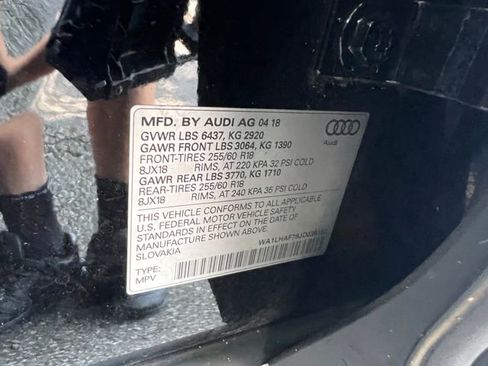 MFD. BY AUDI AG 04 18
GVWR LBS 6437, KG 2920
GAWR FRONT LBS 3064, KG 1390
FRONT-TIRES 255/60 R18
8JX18 RIMS, AT 220 KPA 32 PSI COLD
GAWR REAR LBS 3770, KG 1710
REAR-TIRES 255/60 R18
8JX18 RIMS, AT 240 KPA 35 PSI COLD
THIS VEHICLE CONFORMS TO ALL APPLICABLE
U.S. FEDERAL MOTOR VEHICLE SAFETY
STANDARDS IN EFFECT ON THE DATE OF
MANUFACTURE SHOWN ABOVE.
SLOVAKIA
TYPE:
MPV
Audi